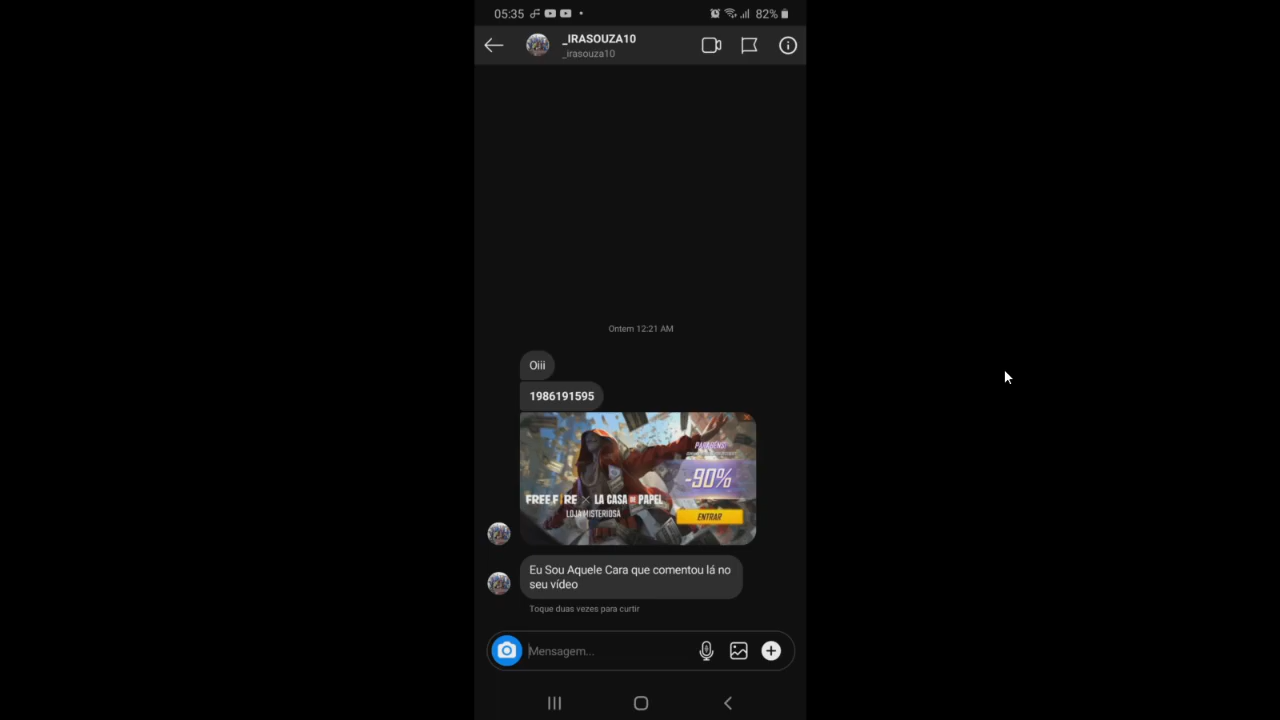 05:35
82%
_IRASOUZA10
_irasouza10
Ontem 12:21 AM
Oiii
1986191595
PARABÉNS!
-90%
FREE FIRE × LA CASA DE PAPEL
LOJA MISTERIOSA
ENTRAR
Eu Sou Aquele Cara que comentou lá no
seu vídeo
Toque duas vezes para curtir
Mensagem...